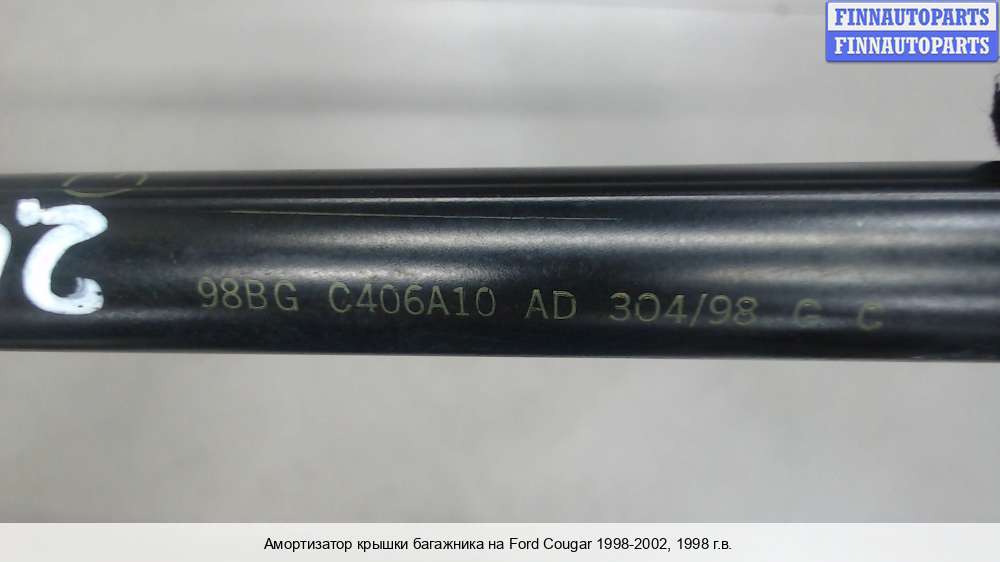 FINNAUTOPARTS
FINNAUTOPARTS
98BG C406A10 AD 304/98 G C
Амортизатор крышки багажника на Ford Cougar 1998-2002, 1998 г.в.